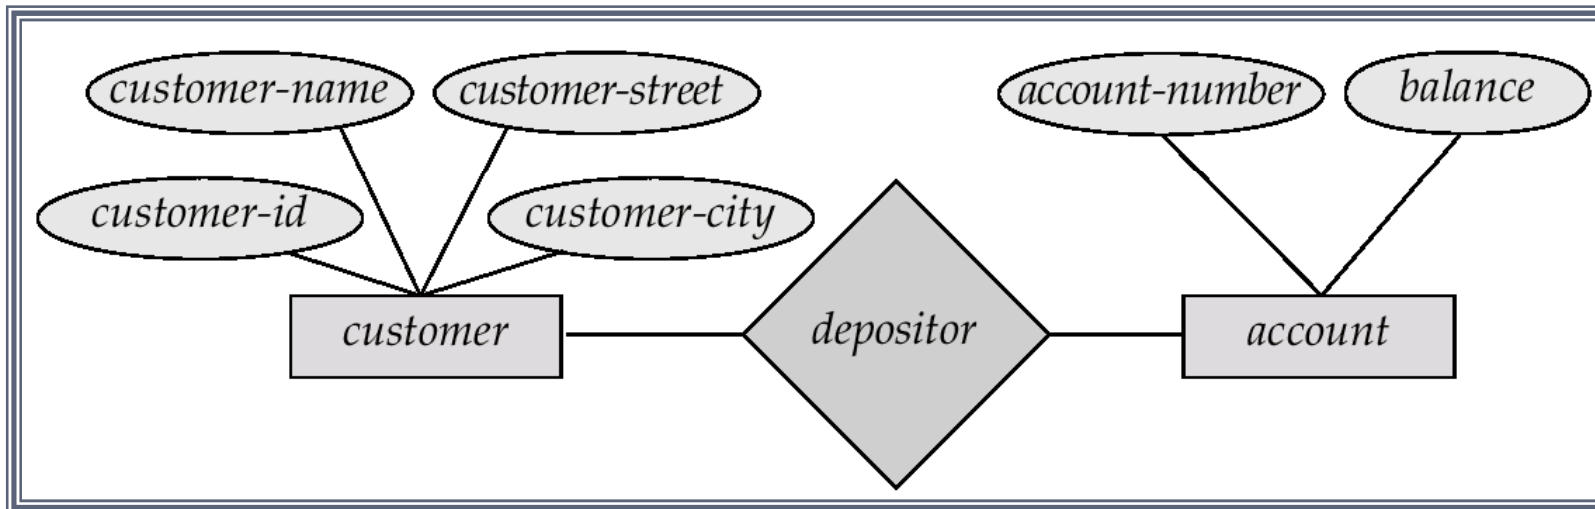 customer-name customer-street account-number balance
customer-id customer-city
customer depositor account